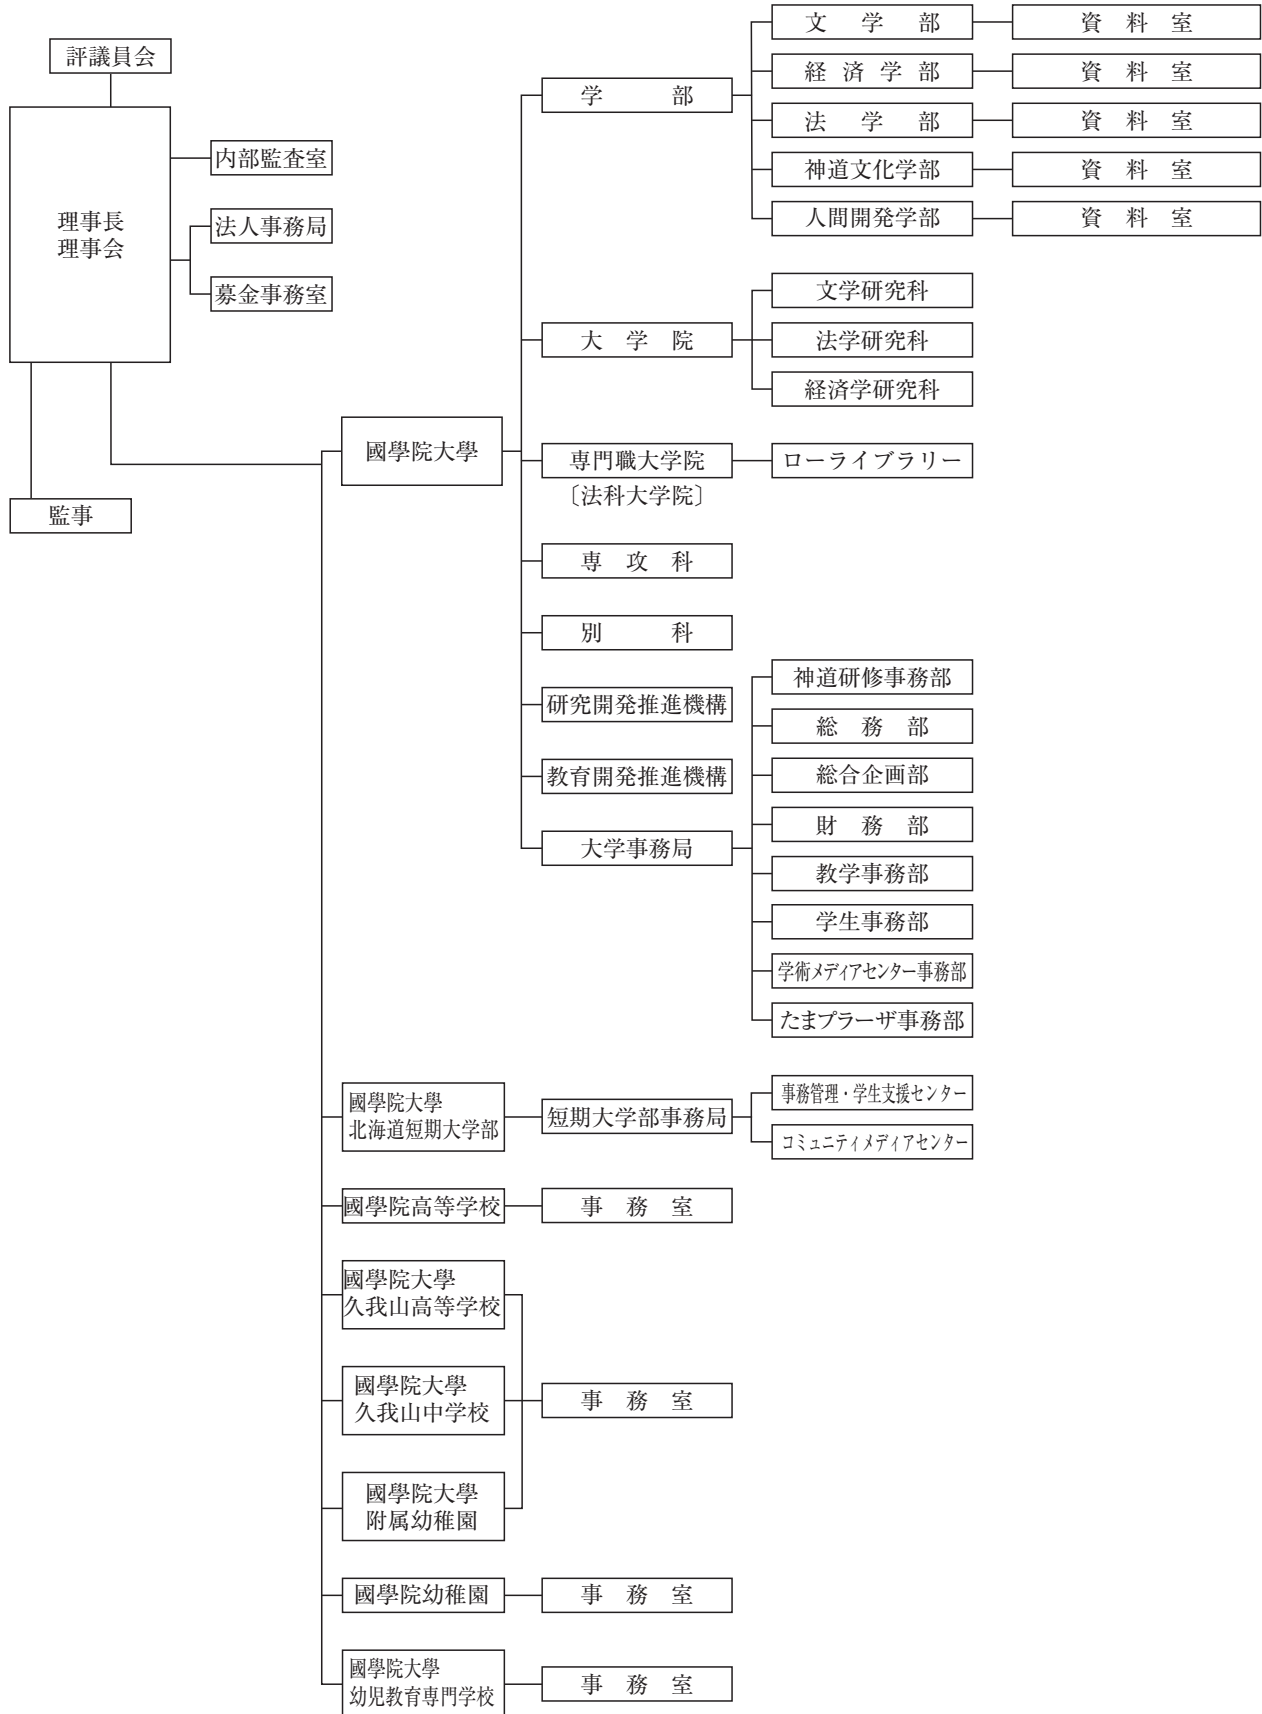 評議員会
理事長
理事会
内部監査室
法人事務局
募金事務室
監事
國學院大學
学部
文学部
資料室
経済学部
資料室
法学部
資料室
神道文化学部
資料室
人間開発学部
資料室
大学院
文学研究科
法学研究科
経済学研究科
専門職大学院
〔法科大学院〕
ローライブラリー
専攻科
別科
研究開発推進機構
教育開発推進機構
大学事務局
神道研修事務部
総務部
総合企画部
財務部
教学事務部
学生事務部
学術メディアセンター事務部
たまプラーザ事務部
國學院大學
北海道短期大学部
短期大学部事務局
事務管理・学生支援センター
コミュニティメディアセンター
國學院高等学校
事務室
國學院大學
久我山高等学校
國學院大學
久我山中学校
事務室
國學院大學
附属幼稚園
國學院幼稚園
事務室
國學院大學
幼児教育専門学校
事務室